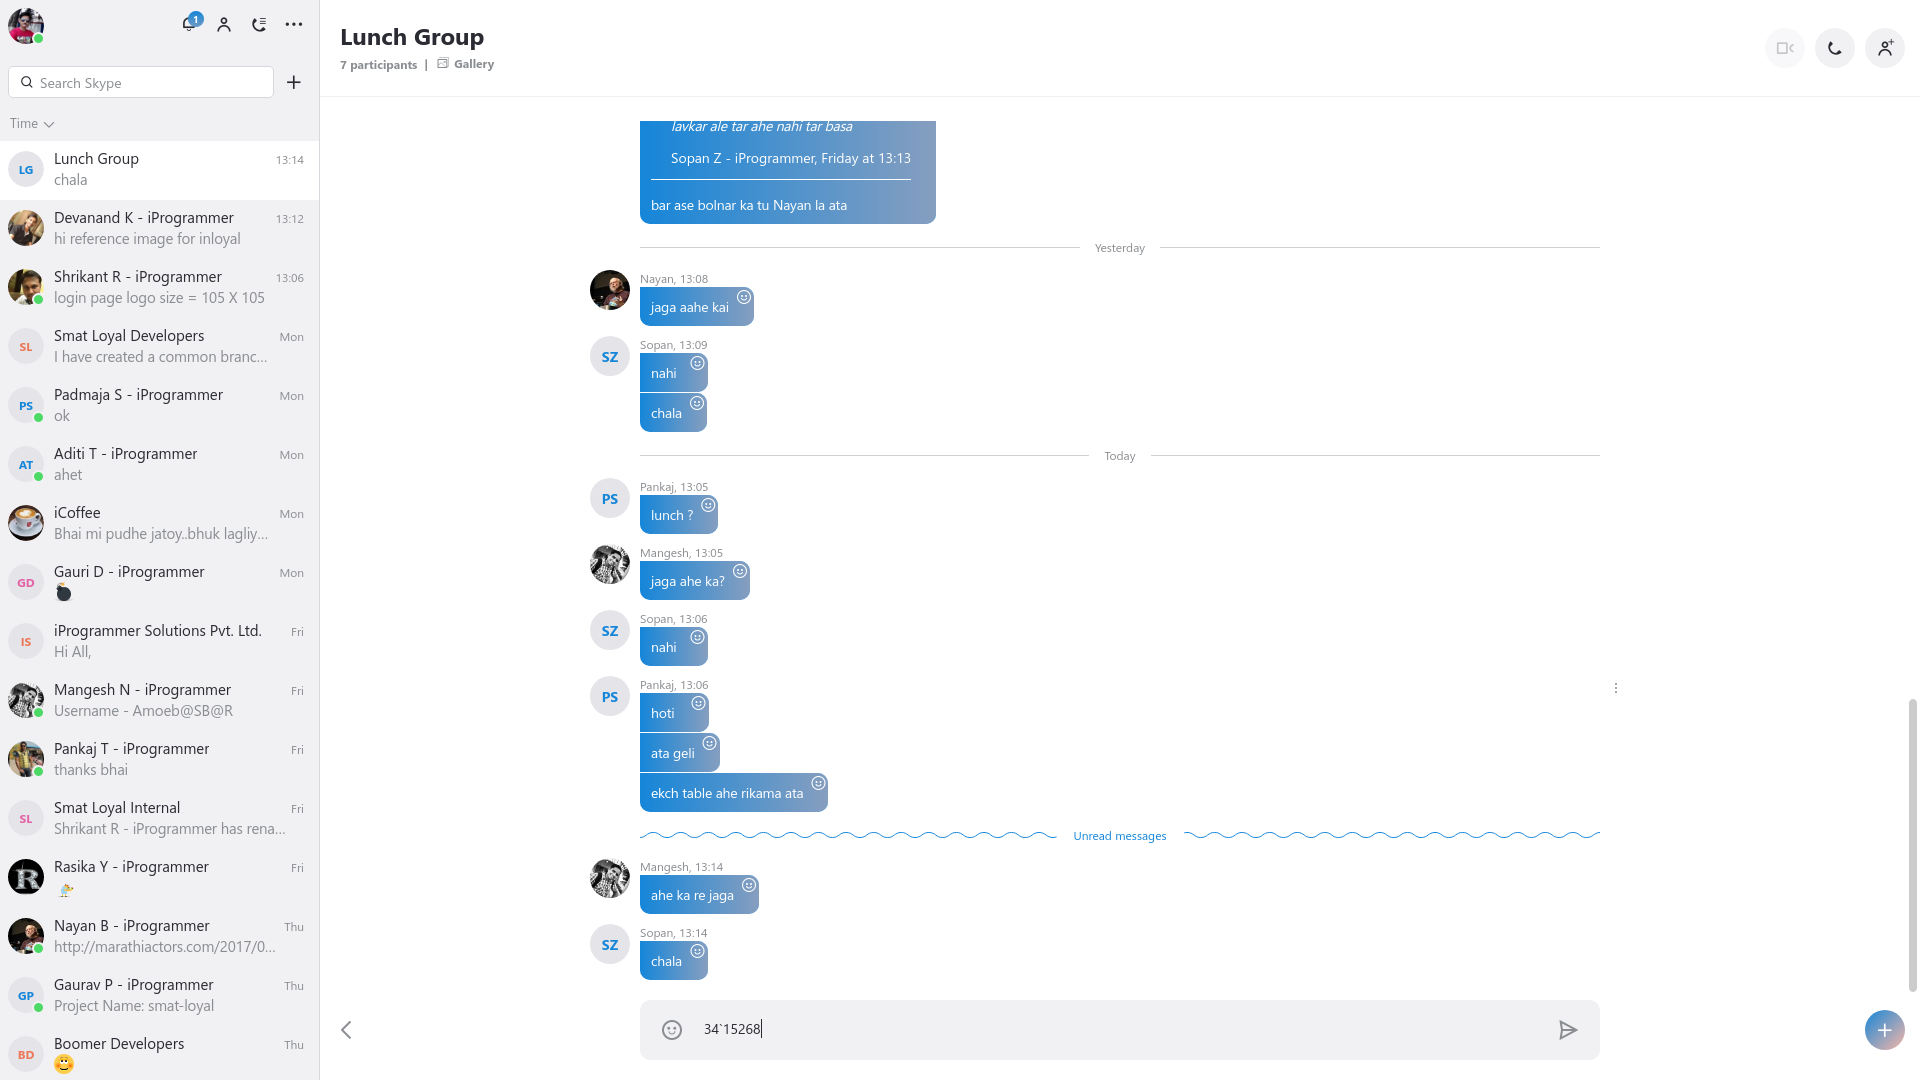 1
Search Skype
Time
LG
Lunch Group
13:14
chala
Devanand K - iProgrammer
13:12
hi reference image for inloyal
Shrikant R - iProgrammer
13:06
login page logo size = 105 X 105
SL
Smat Loyal Developers
Mon
I have created a common branc...
PS
Padmaja S - iProgrammer
Mon
ok
AT
Aditi T - iProgrammer
Mon
ahet
iCoffee
Mon
Bhai mi pudhe jatoy..bhuk lagliy...
GD
Gauri D - iProgrammer
Mon
IS
iProgrammer Solutions Pvt. Ltd.
Fri
Hi All,
Mangesh N - iProgrammer
Fri
Username - Amoeb@SB@R
Pankaj T - iProgrammer
Fri
thanks bhai
SL
Smat Loyal Internal
Fri
Shrikant R - iProgrammer has rena...
R
Rasika Y - iProgrammer
Fri
Nayan B - iProgrammer
Thu
http://marathiactors.com/2017/0...
GP
Gaurav P - iProgrammer
Thu
Project Name: smat-loyal
BD
Boomer Developers
Thu
Lunch Group
7 participants | Gallery
lavkar ale tar ahe nahi tar basa
Sopan Z - iProgrammer, Friday at 13:13
bar ase bolnar ka tu Nayan la ata
Yesterday
Nayan, 13:08
jaga aahe kai
SZ
Sopan, 13:09
nahi
chala
Today
PS
Pankaj, 13:05
lunch ?
Mangesh, 13:05
jaga ahe ka?
SZ
Sopan, 13:06
nahi
PS
Pankaj, 13:06
hoti
ata geli
ekch table ahe rikama ata
Unread messages
Mangesh, 13:14
ahe ka re jaga
SZ
Sopan, 13:14
chala
34`15268